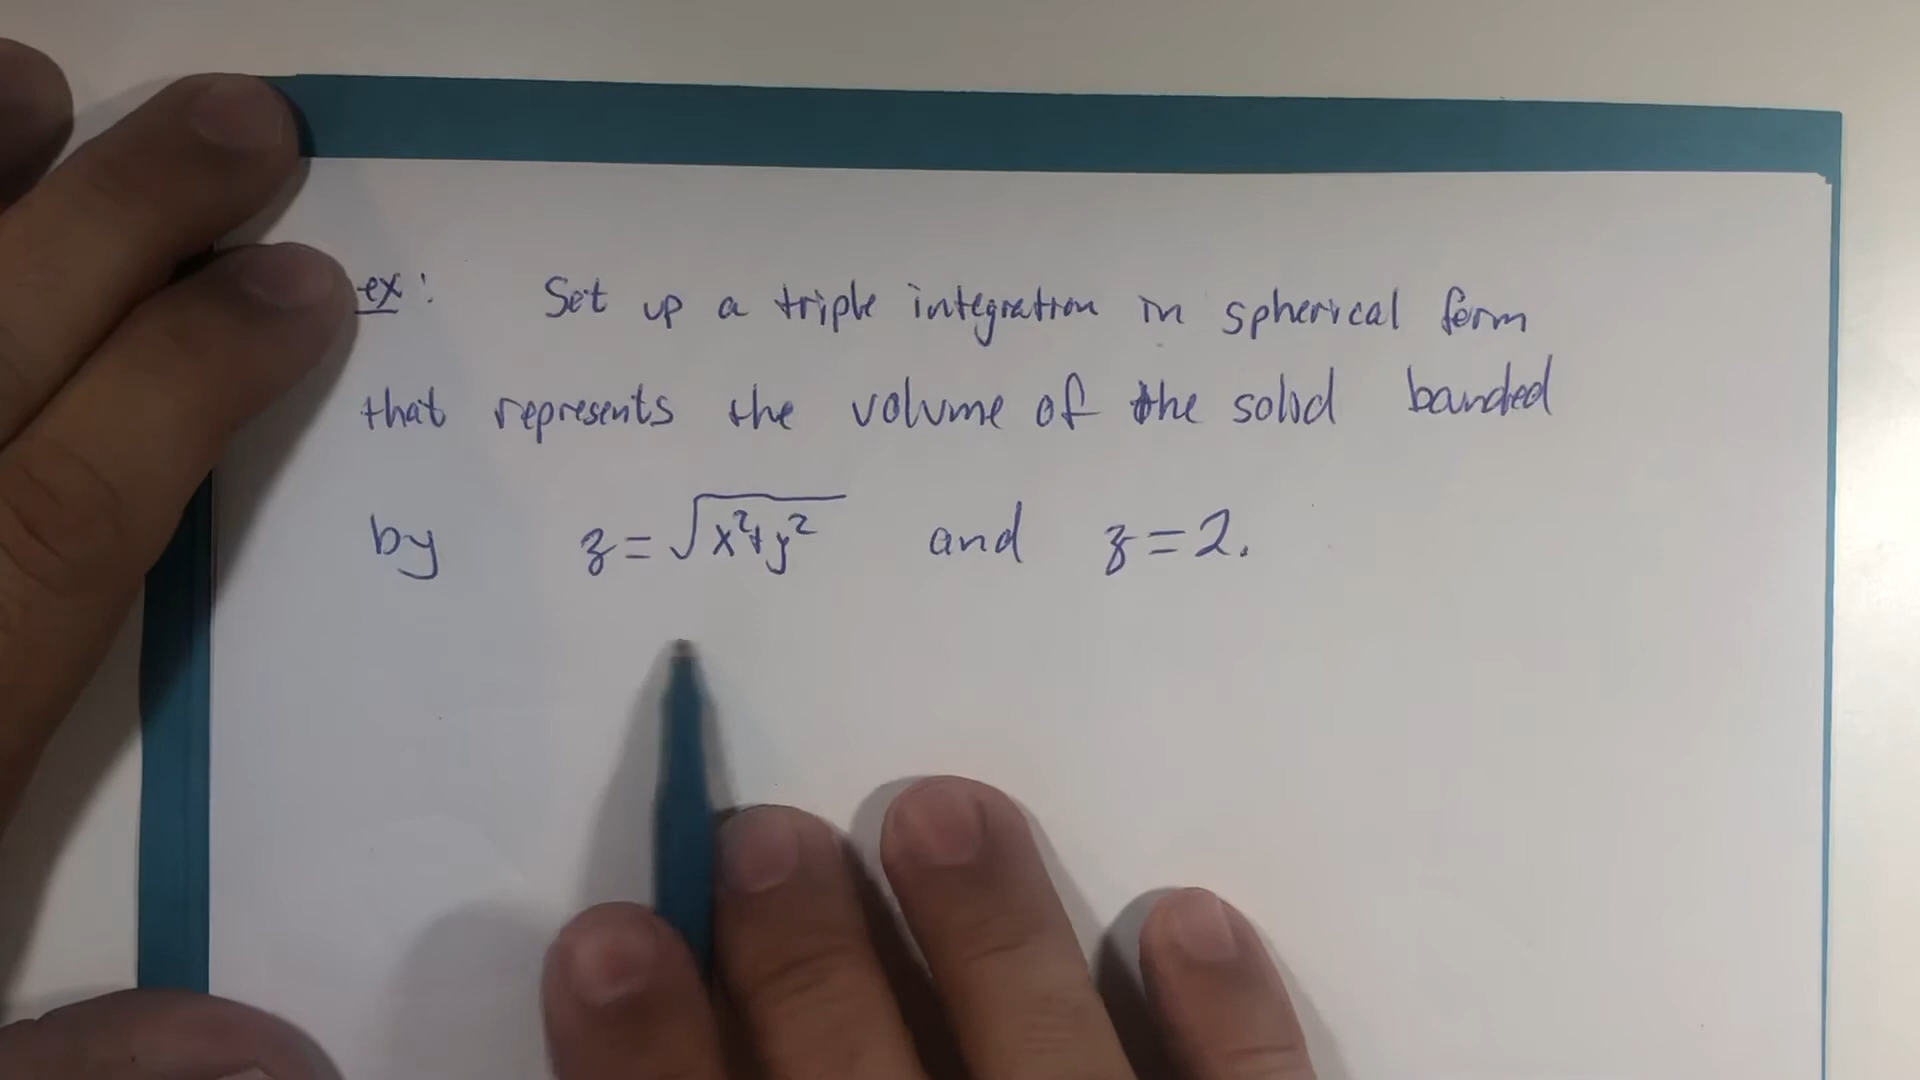 ex: Set up a triple integration in spherical form
that represents the volume of the solid bounded
by z=√x²+y² and z=2.